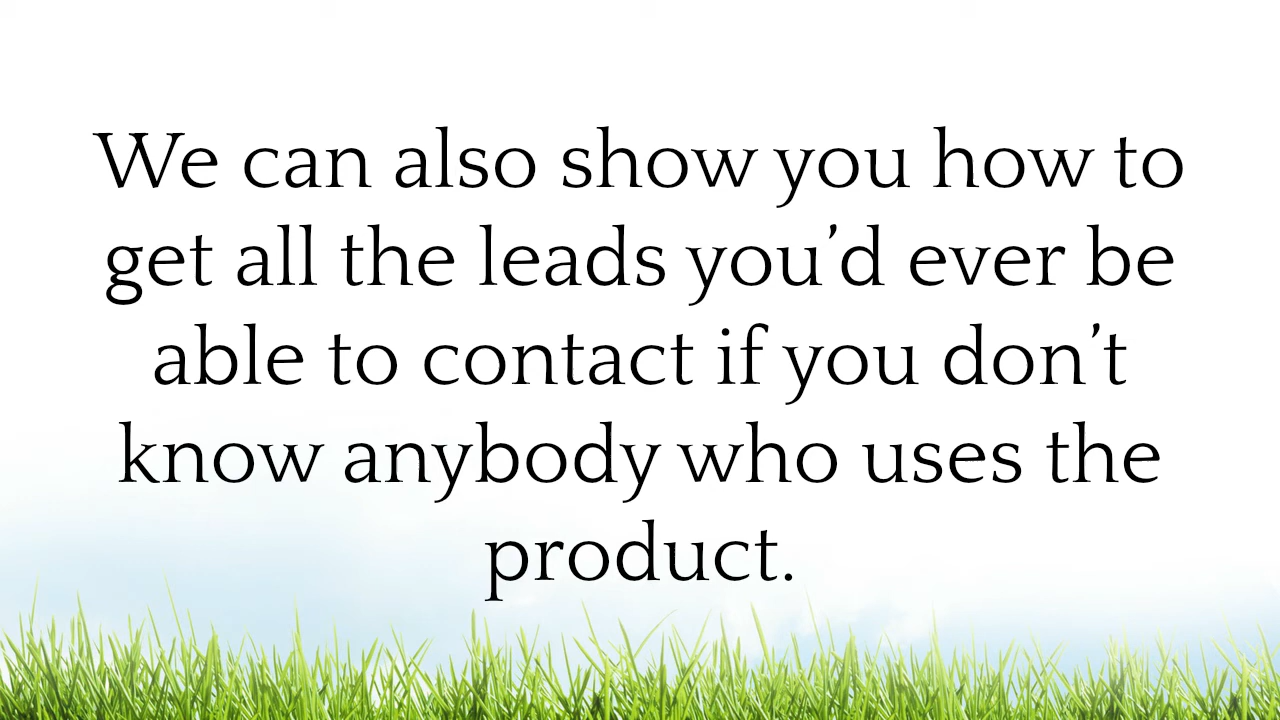 We can also show you how to
get all the leads you’d ever be
able to contact if you don’t
know anybody who uses the
product.